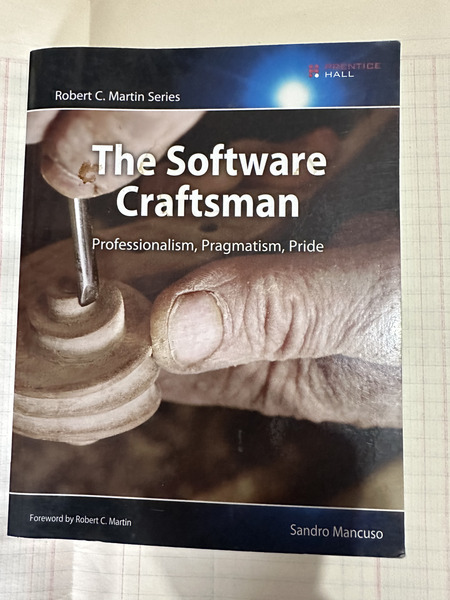 PRENTICE
HALL
Robert C. Martin Series
The Software
Craftsman
Professionalism, Pragmatism, Pride
Foreword by Robert C. Martin
Sandro Mancuso